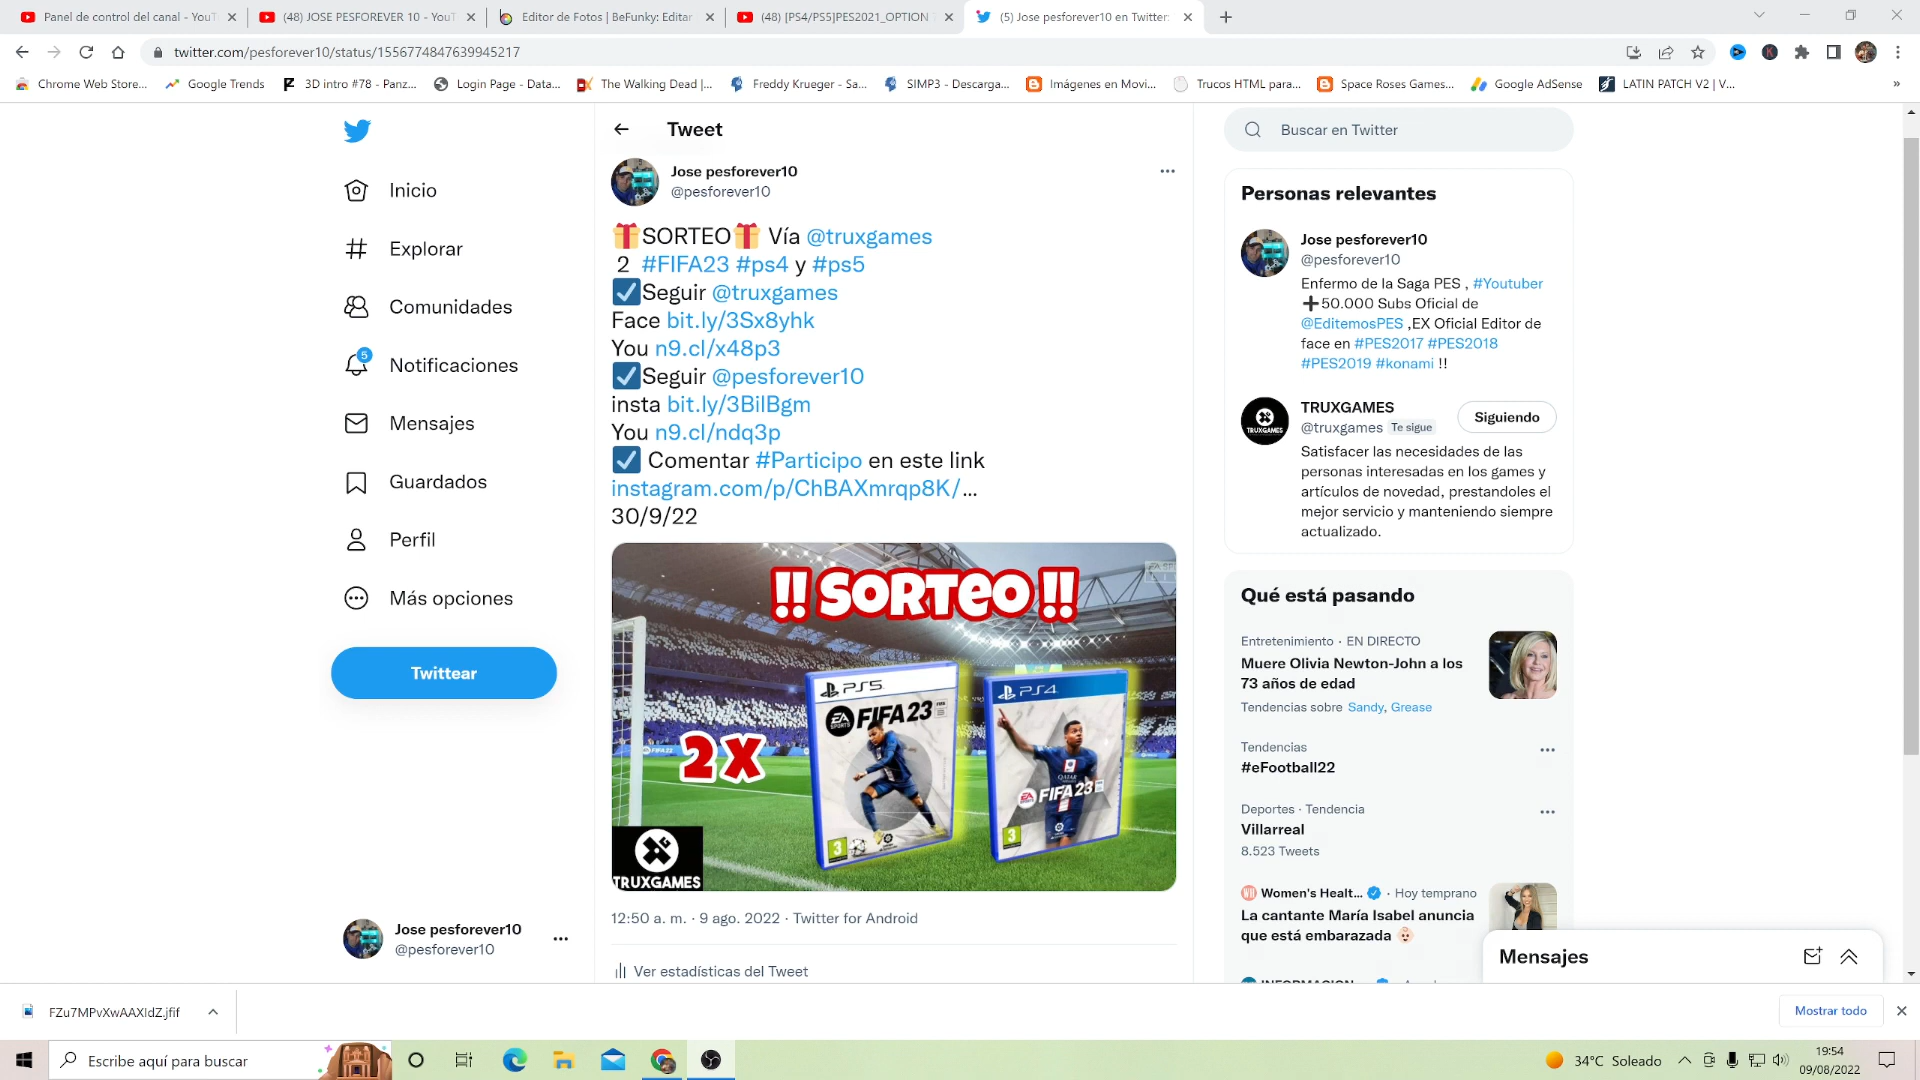 Panel de control del canal - YouT
(48) JOSE PESFOREVER 10 - YouT
Editor de Fotos | BeFunky: Editar
(48) [PS4/PS5]PES2021_OPTION
(5) Jose pesforever10 en Twitter:
twitter.com/pesforever10/status/1556774847639945217
Chrome Web Store...
Google Trends
3D intro #78 - Panz...
Login Page - Data...
The Walking Dead |...
Freddy Krueger - Sa...
SIMP3 - Descarga...
Imágenes en Movi...
Trucos HTML para...
Space Roses Games...
Google AdSense
LATIN PATCH V2 | V...
»
Inicio
Explorar
Comunidades
5
Notificaciones
Mensajes
Guardados
Perfil
Más opciones
Twittear
Jose pesforever10
@pesforever10
Tweet
Jose pesforever10
@pesforever10
🎁SORTEO🎁 Vía @truxgames
2 #FIFA23 #ps4 y #ps5
☑Seguir @truxgames
Face bit.ly/3Sx8yhk
You n9.cl/x48p3
☑Seguir @pesforever10
insta bit.ly/3BilBgm
You n9.cl/ndq3p
☑ Comentar #Participo en este link
instagram.com/p/ChBAXmrqp8K/…
30/9/22
!! SORTEO !!
2X
PS5
EA SPORTS FIFA 23
3
PS4
QATAR
FIFA 23
3
TRUXGAMES
12:50 a. m. · 9 ago. 2022 · Twitter for Android
Ver estadísticas del Tweet
Buscar en Twitter
Personas relevantes
Jose pesforever10
@pesforever10
Enfermo de la Saga PES , #Youtuber
➕50.000 Subs Oficial de
@EditemosPES ,EX Oficial Editor de
face en #PES2017 #PES2018
#PES2019 #konami !!
TRUXGAMES
TRUXGAMES
@truxgames Te sigue
Siguiendo
Satisfacer las necesidades de las
personas interesadas en los games y
artículos de novedad, prestandoles el
mejor servicio y manteniendo siempre
actualizado.
Qué está pasando
Entretenimiento · EN DIRECTO
Muere Olivia Newton-John a los
73 años de edad
Tendencias sobre Sandy, Grease
Tendencias
#eFootball22
Deportes · Tendencia
Villarreal
8.523 Tweets
Women's Healt... · Hoy temprano
La cantante María Isabel anuncia
que está embarazada 👶🏻
Mensajes
FZu7MPvXwAAXIdZ.jfif
Mostrar todo
Escribe aquí para buscar
34°C Soleado
19:54
09/08/2022